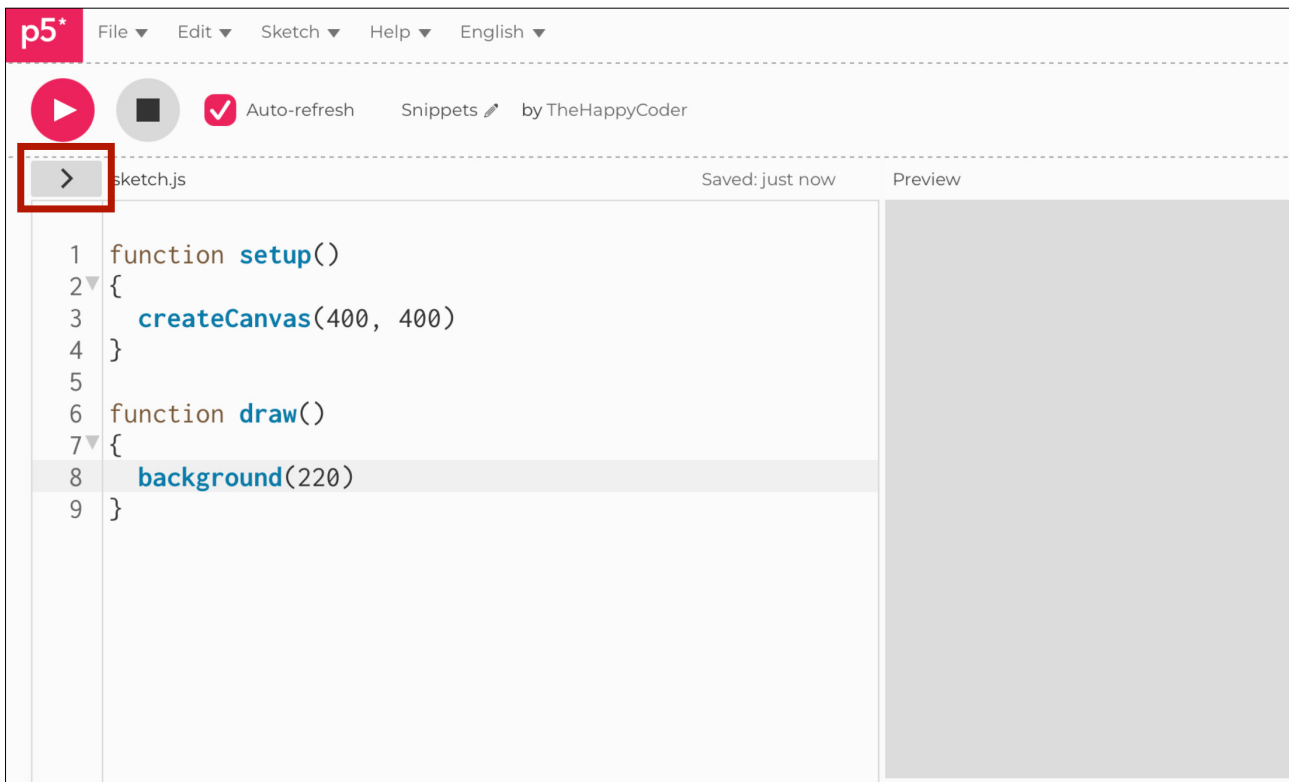 p5* File Edit Sketch Help English
Auto-refresh Snippets by TheHappyCoder
sketch.js Saved: just now Preview
1 function setup()
2 {
3 createCanvas(400, 400)
4 }
5
6 function draw()
7 {
8 background(220)
9 }